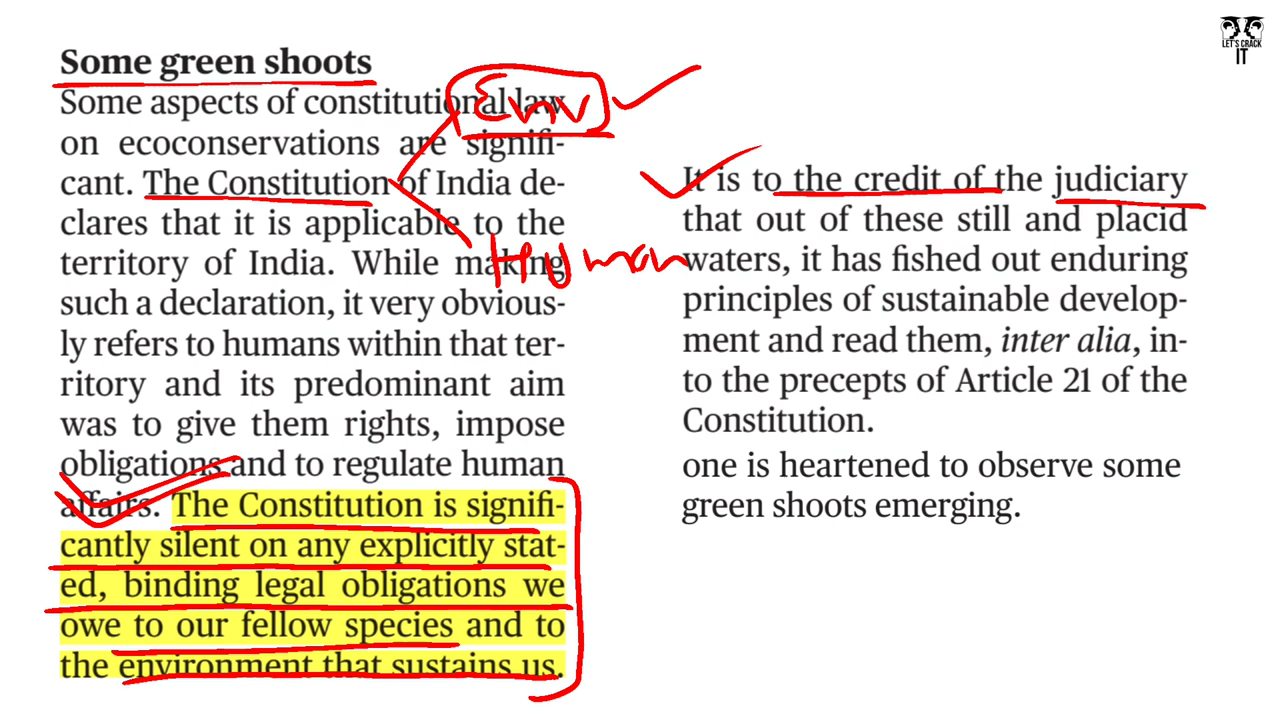 Some green shoots
Some aspects of constitutional law
on ecoconservations are signifi-
cant. The Constitution of India de-
clares that it is applicable to the
territory of India. While making
such a declaration, it very obvious-
ly refers to humans within that ter-
ritory and its predominant aim
was to give them rights, impose
obligations and to regulate human
affairs. The Constitution is signifi-
cantly silent on any explicitly stat-
ed, binding legal obligations we
owe to our fellow species and to
the environment that sustains us.
Env
Human
It is to the credit of the judiciary
that out of these still and placid
waters, it has fished out enduring
principles of sustainable develop-
ment and read them, inter alia, in-
to the precepts of Article 21 of the
Constitution.
one is heartened to observe some
green shoots emerging.
LET'S CRACK
IT